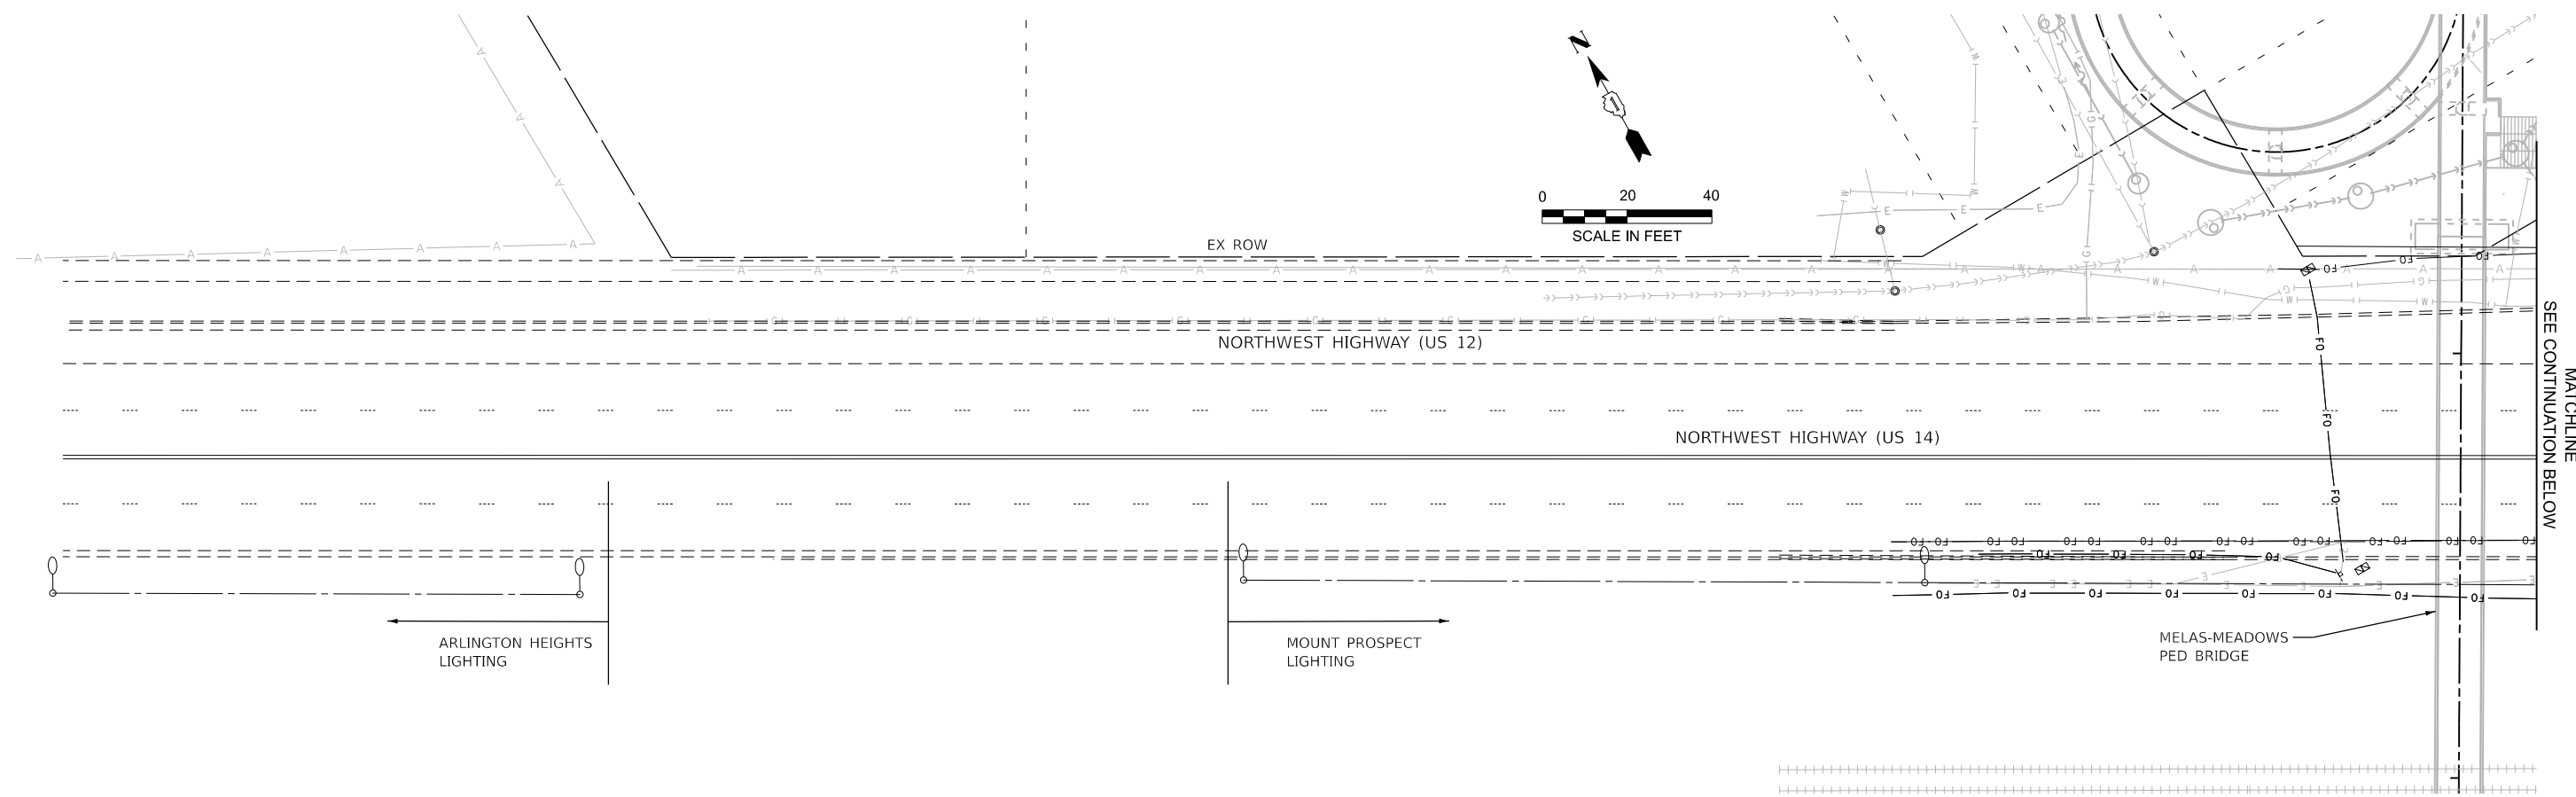 N
0 20 40
SCALE IN FEET
EX ROW
NORTHWEST HIGHWAY (US 12)
NORTHWEST HIGHWAY (US 14)
ARLINGTON HEIGHTS
LIGHTING
MOUNT PROSPECT
LIGHTING
MELAS-MEADOWS
PED BRIDGE
MATCHLINE
SEE CONTINUATION BELOW